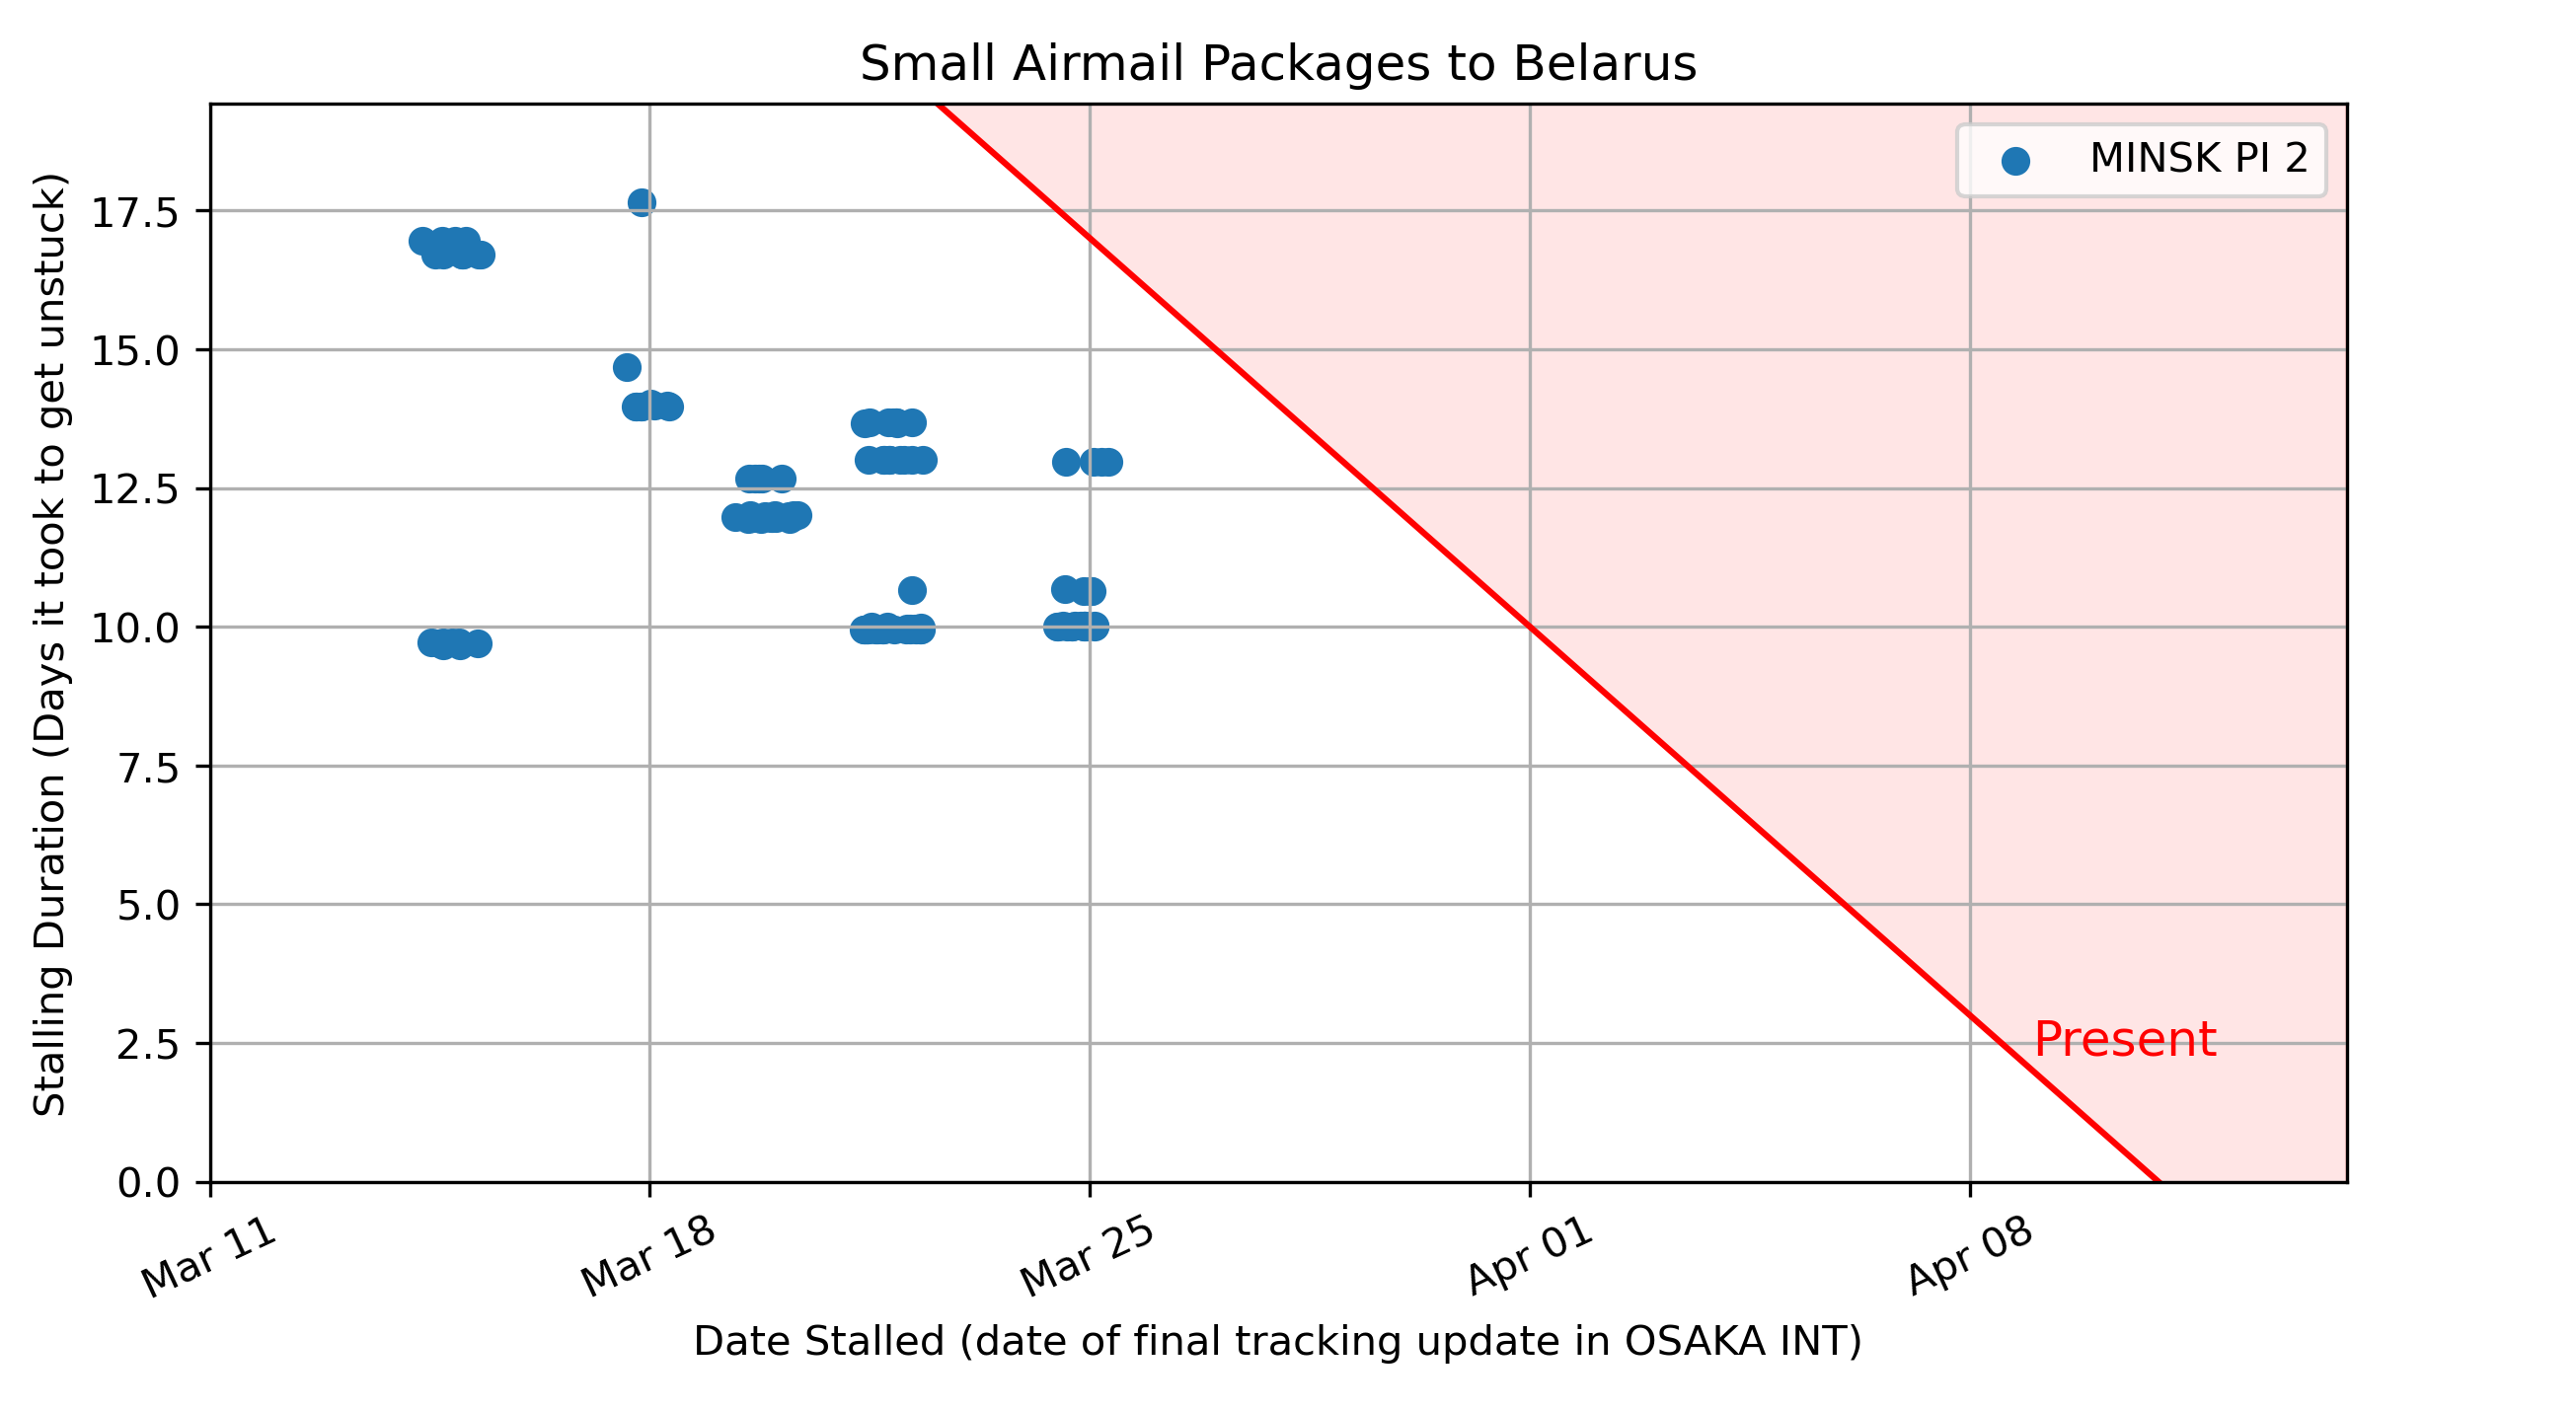 Small Airmail Packages to Belarus
MINSK PI 2
Stalling Duration (Days it took to get unstuck)
17.5
15.0
12.5
10.0
7.5
5.0
2.5
0.0
Present
Mar 11
Mar 18
Mar 25
Apr 01
Apr 08
Date Stalled (date of final tracking update in OSAKA INT)